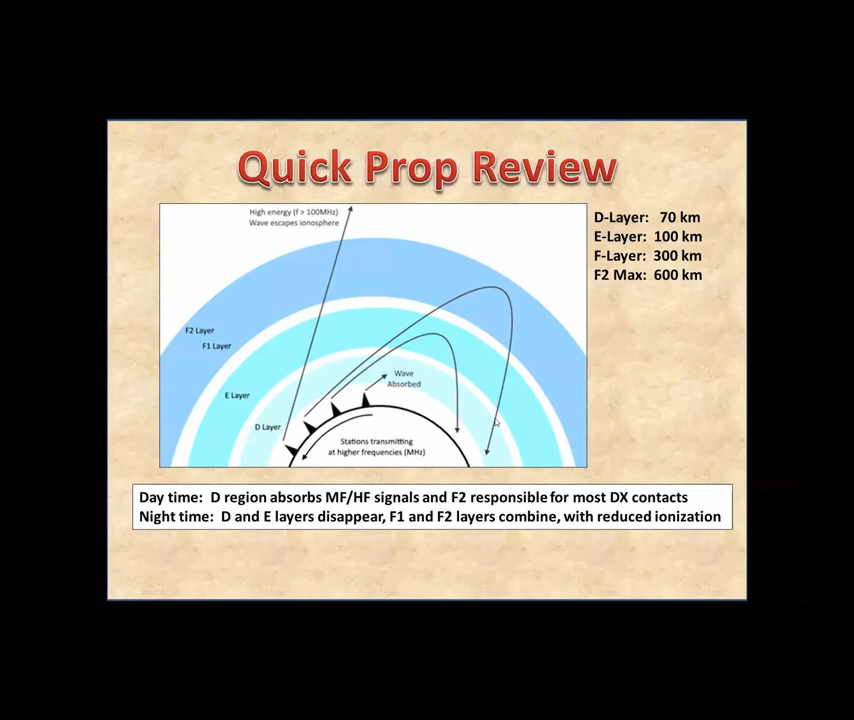 Quick Prop Review
High energy (f > 100MHz)
Wave escapes ionosphere
D-Layer: 70 km
E-Layer: 100 km
F-Layer: 300 km
F2 Max: 600 km
F2 Layer
F1 Layer
Wave
Absorbed
E Layer
D Layer
Stations transmitting
at higher frequencies (MHz)
Day time: D region absorbs MF/HF signals and F2 responsible for most DX contacts
Night time: D and E layers disappear, F1 and F2 layers combine, with reduced ionization